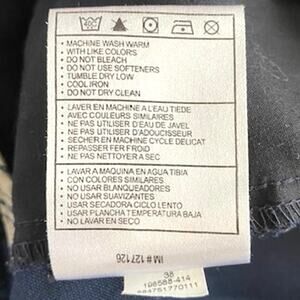 • MACHINE WASH WARM
• WITH LIKE COLORS
• DO NOT BLEACH
• DO NOT USE SOFTENERS
• TUMBLE DRY LOW
• COOL IRON
• DO NOT DRY CLEAN
• LAVER EN MACHINE A L'EAU TIEDE
• AVEC COULEURS SIMILAIRES
• NE PAS UTILISER D'EAU DE JAVEL
• NE PAS UTILISER D'ADOUCISSEUR
• SECHER EN MACHINE CYCLE DELICAT
• REPASSER FER FROID
• NE PAS NETTOYER A SEC
• LAVAR A MAQUINA EN AGUA TIBIA
• CON COLORES SIMILARES
• NO USAR BLANQUEADORES
• NO USAR SUAVIZANTES
• USAR SECADORA CICLO LENTO
• USAR PLANCHA TEMPERATURA BAJA
• NO LAVAR EN SECO
IM # 127126
38
196588-414